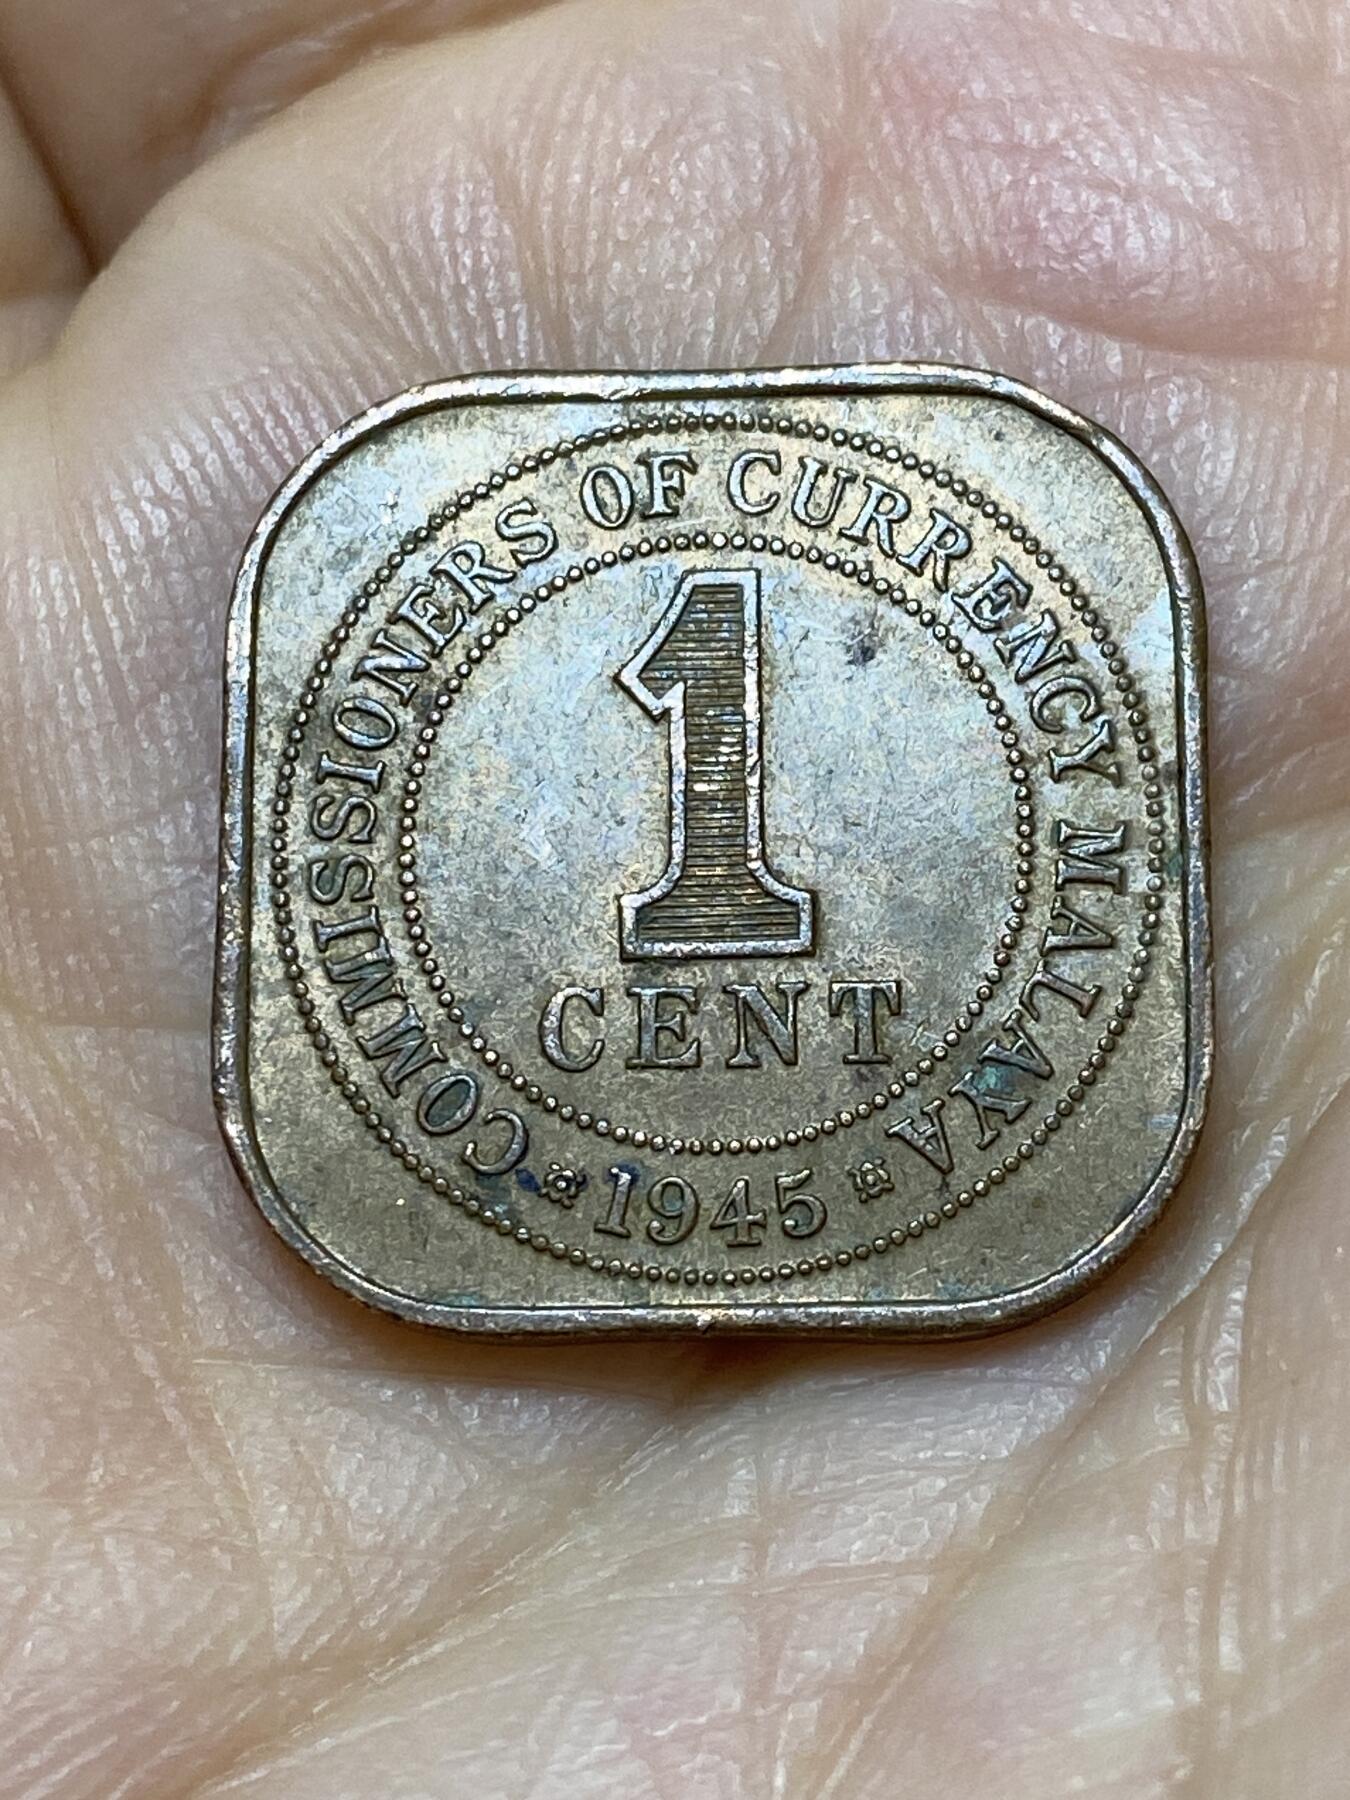 COMMISSIONERS OF CURRENCY MALAYA
1
CENT
1945